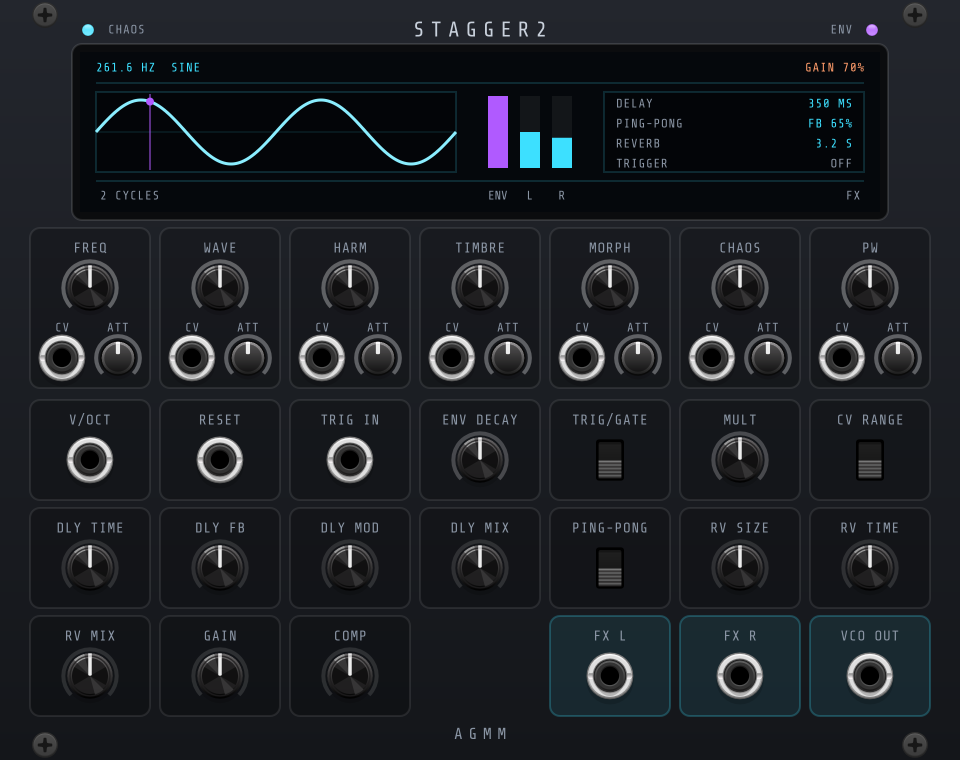 CHAOS STAGGER2 ENV
261.6 HZ SINE GAIN 70%
DELAY 350 MS
PING-PONG FB 65%
REVERB 3.2 S
TRIGGER OFF
2 CYCLES ENV L R FX
FREQ WAVE HARM TIMBRE MORPH CHAOS PW
CV ATT CV ATT CV ATT CV ATT CV ATT CV ATT CV ATT
V/OCT RESET TRIG IN ENV DECAY TRIG/GATE MULT CV RANGE
DLY TIME DLY FB DLY MOD DLY MIX PING-PONG RV SIZE RV TIME
RV MIX GAIN COMP FX L FX R VCO OUT
AGMM